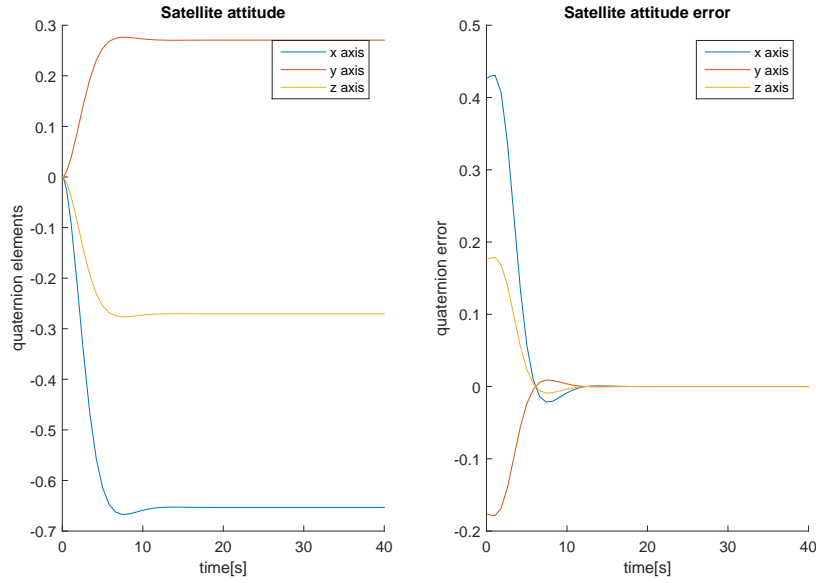 Satellite attitude
0.3
0.2
0.1
0
-0.1
-0.2
-0.3
-0.4
-0.5
-0.6
-0.7
quaternion elements
0 10 20 30 40
time[s]
x axis
y axis
z axis
Satellite attitude error
0.5
0.4
0.3
0.2
0.1
0
-0.1
-0.2
quaternion error
0 10 20 30 40
time[s]
x axis
y axis
z axis